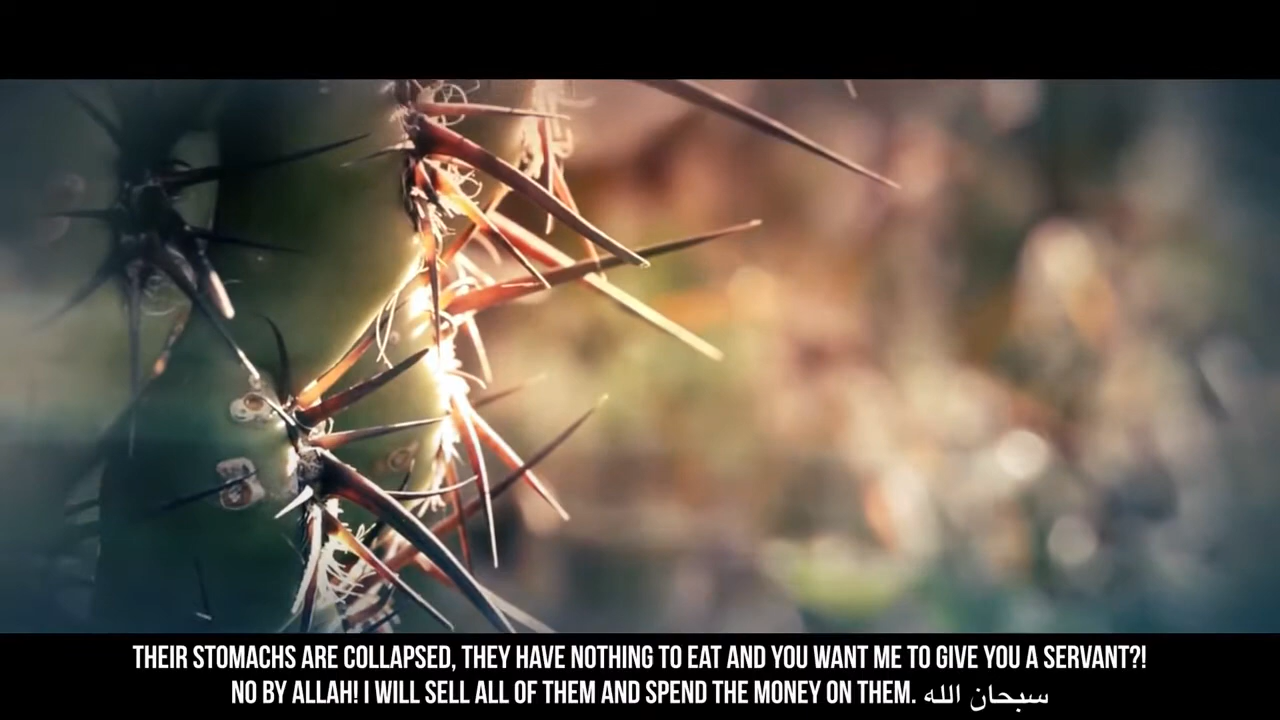 THEIR STOMACHS ARE COLLAPSED, THEY HAVE NOTHING TO EAT AND YOU WANT ME TO GIVE YOU A SERVANT?!
NO BY ALLAH! I WILL SELL ALL OF THEM AND SPEND THE MONEY ON THEM. سبحان الله